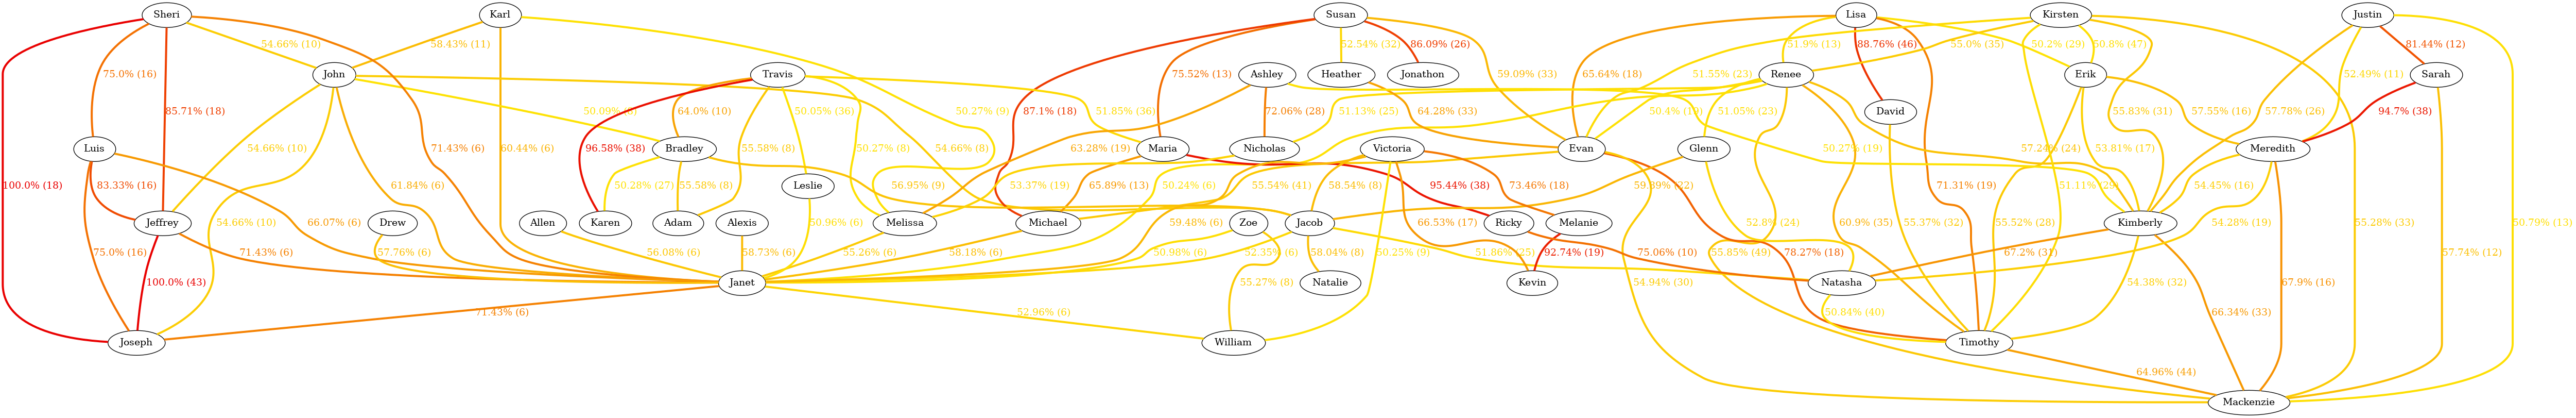 Sheri
Karl
Susan
Lisa
Kirsten
Justin
54.66% (10)
58.43% (11)
52.54% (32)
86.09% (26)
51.9% (13)
88.76% (46)
55.0% (35)
50.2% (29)
50.8% (47)
81.44% (12)
John
Travis
Ashley
Heather
Jonathon
Renee
Erik
Sarah
75.0% (16)
75.52% (13)
59.09% (33)
65.64% (18)
51.55% (23)
52.49% (11)
85.71% (18)
50.09%
64.0% (10)
50.05% (36)
50.27% (9)
51.85% (36)
87.1% (18)
72.06% (28)
51.13% (25)
64.28% (33)
50.4% (19)
51.05% (23)
David
55.83% (31)
57.55% (16)
57.78% (26)
94.7% (38)
Luis
54.66% (10)
71.43% (6)
60.44% (6)
96.58% (38)
Bradley
55.58% (8)
50.27% (8)
54.66% (8)
Maria
63.28% (19)
Nicholas
Victoria
Evan
Glenn
50.27% (19)
57.24% (24)
53.81% (17)
Meredith
100.0% (18)
83.33% (16)
61.84% (6)
50.28% (27)
55.58% (8)
Leslie
56.95% (9)
53.37% (19)
65.89% (13)
50.24% (6)
95.44% (38)
55.54% (41)
58.54% (8)
73.46% (18)
59.89% (22)
71.31% (19)
51.11% (29)
54.45% (16)
Jeffrey
54.66% (10)
66.07% (6)
Drew
Allen
Karen
Adam
Alexis
50.96% (6)
Melissa
Michael
59.48% (6)
Zoe
Jacob
66.53% (17)
Ricky
Melanie
52.8% (24)
60.9% (35)
55.37% (32)
55.52% (28)
Kimberly
54.28% (19)
55.28% (33)
50.79% (13)
75.0% (16)
71.43% (6)
57.76% (6)
56.08% (6)
58.73% (6)
55.26% (6)
58.18% (6)
50.98% (6)
52.35% (6)
58.04% (8)
50.25% (9)
51.86% (25)
92.74% (19)
75.06% (10)
55.85% (49)
78.27% (18)
67.2% (31)
57.74% (12)
100.0% (43)
Janet
55.27% (8)
Natalie
Kevin
54.94% (30)
Natasha
54.38% (32)
67.9% (16)
71.43% (6)
52.96% (6)
50.84% (40)
66.34% (33)
Joseph
William
Timothy
64.96% (44)
Mackenzie